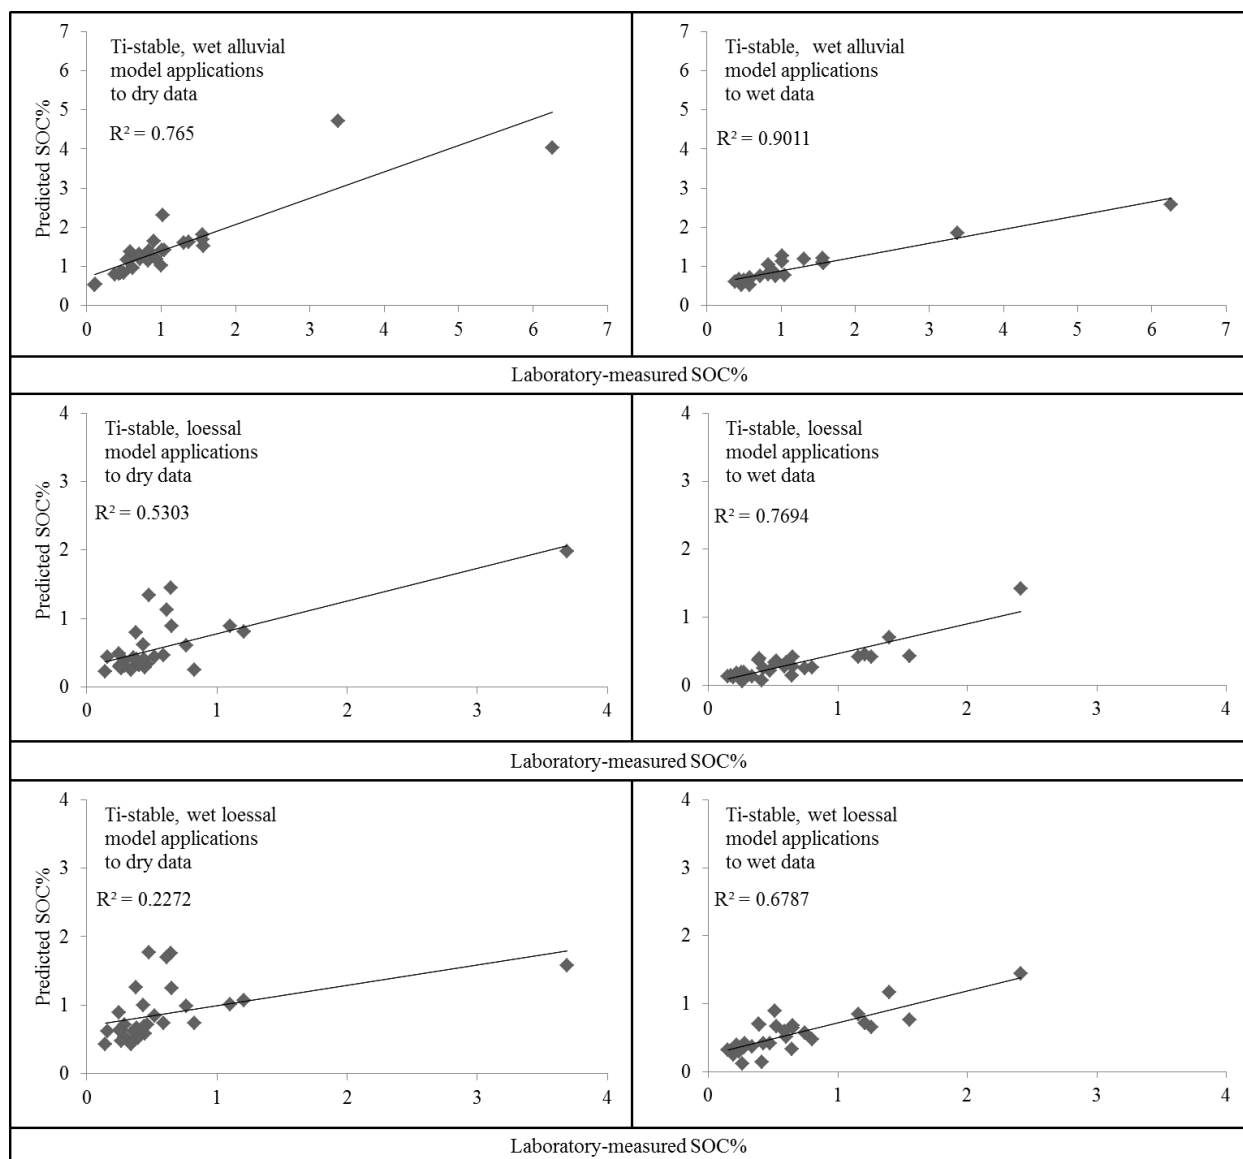 Ti-stable, wet alluvial
model applications
to dry data
R² = 0.765
Predicted SOC%
7
6
5
4
3
2
1
0
0 1 2 3 4 5 6 7
Ti-stable, wet alluvial
model applications
to wet data
R² = 0.9011
7
6
5
4
3
2
1
0
0 1 2 3 4 5 6 7
Laboratory-measured SOC%
Ti-stable, loessal
model applications
to dry data
R² = 0.5303
Predicted SOC%
4
3
2
1
0
0 1 2 3 4
Ti-stable, loessal
model applications
to wet data
R² = 0.7694
4
3
2
1
0
0 1 2 3 4
Laboratory-measured SOC%
Ti-stable, wet loessal
model applications
to dry data
R² = 0.2272
Predicted SOC%
4
3
2
1
0
0 1 2 3 4
Ti-stable, wet loessal
model applications
to wet data
R² = 0.6787
4
3
2
1
0
0 1 2 3 4
Laboratory-measured SOC%